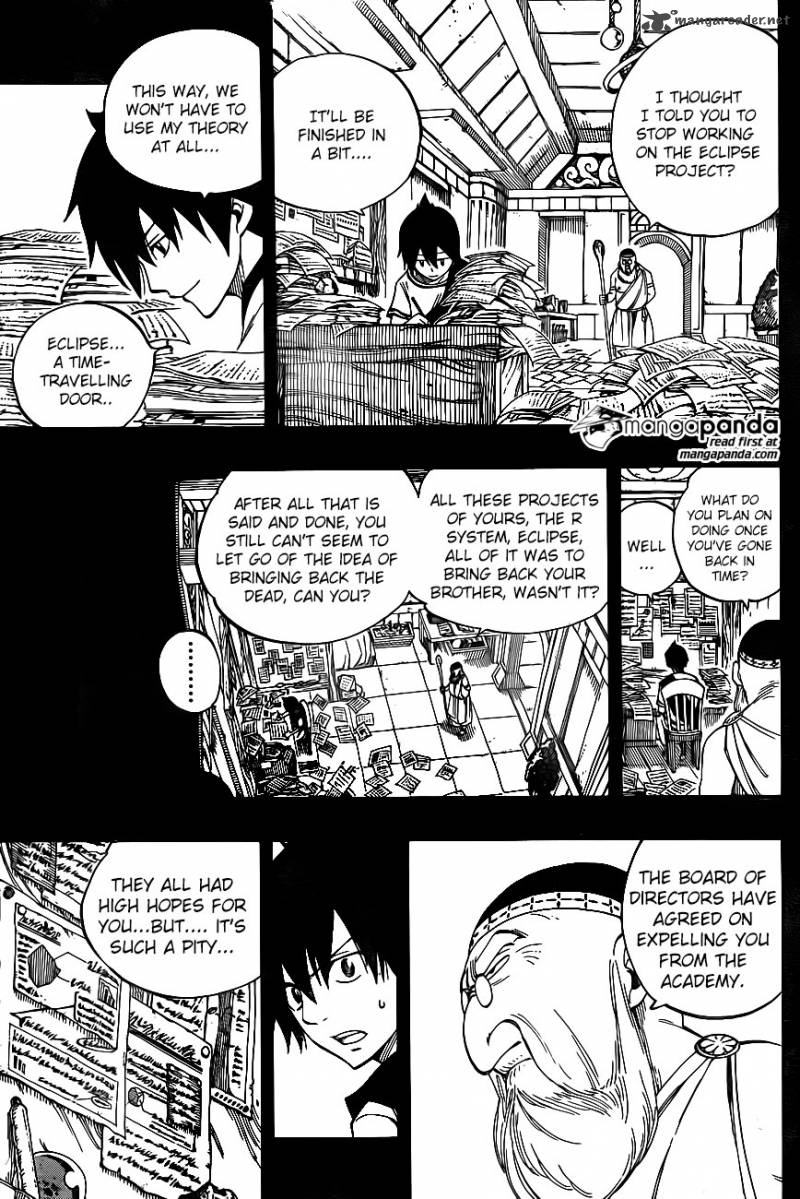 mangareader.net
I THOUGHT
I TOLD YOU TO
STOP WORKING
ON THE ECLIPSE
PROJECT?
IT'LL BE
FINISHED IN
A BIT....
THIS WAY, WE
WON'T HAVE TO
USE MY THEORY
AT ALL...
ECLIPSE...
A TIME-
TRAVELLING
DOOR..
mangapanda
read first at
mangapanda.com
WHAT DO
YOU PLAN ON
DOING ONCE
YOU'VE GONE
BACK IN
TIME?
WELL
...
ALL THESE PROJECTS
OF YOURS, THE R
SYSTEM, ECLIPSE,
ALL OF IT WAS TO
BRING BACK YOUR
BROTHER, WASN'T IT?
AFTER ALL THAT IS
SAID AND DONE, YOU
STILL CAN'T SEEM TO
LET GO OF THE IDEA OF
BRINGING BACK THE
DEAD, CAN YOU?
........
THE BOARD OF
DIRECTORS HAVE
AGREED ON
EXPELLING YOU
FROM THE
ACADEMY.
THEY ALL HAD
HIGH HOPES FOR
YOU...BUT.... IT'S
SUCH A PITY...